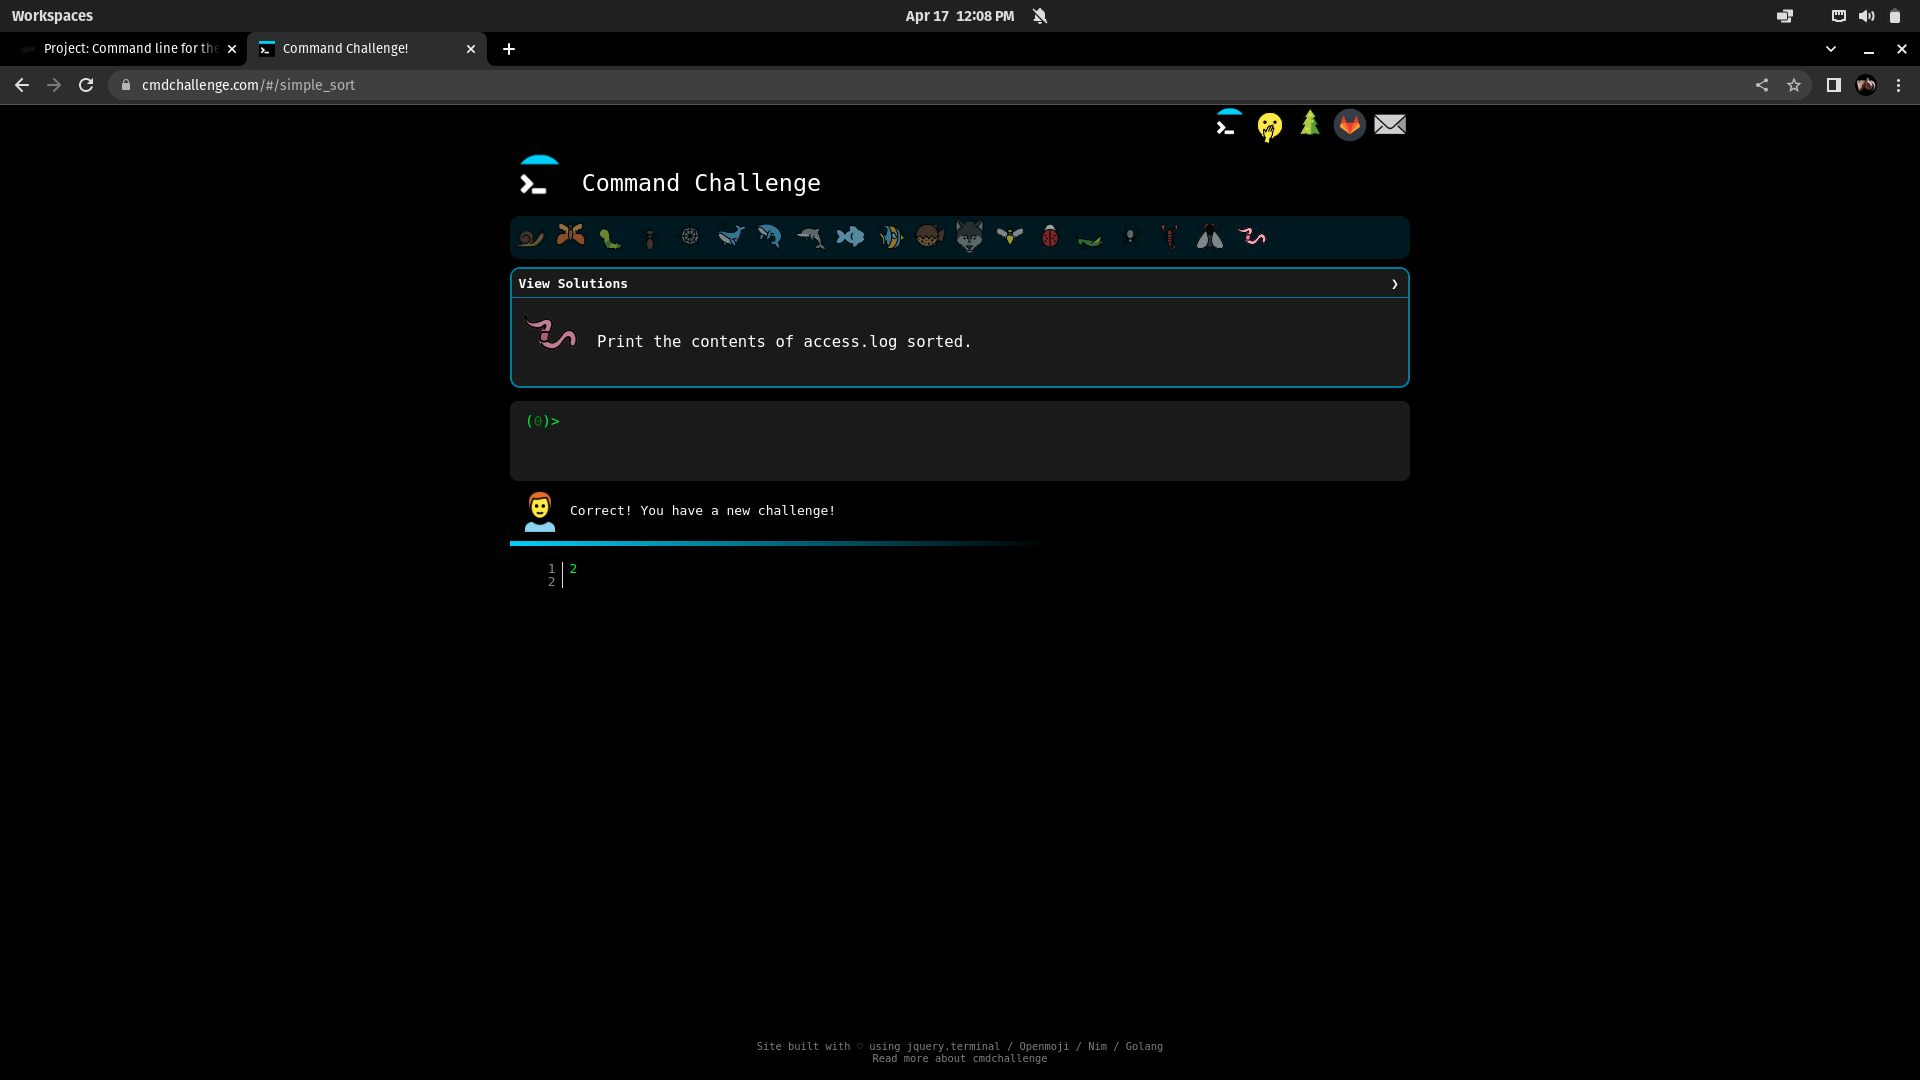 Workspaces
Apr 17 12:08 PM
Project: Command line for the
Command Challenge!
cmdchallenge.com/#/simple_sort
Command Challenge
View Solutions
Print the contents of access.log sorted.
(0)>
Correct! You have a new challenge!
1 2
2
Site built with ♡ using jquery.terminal / Openmoji / Nim / Golang
Read more about cmdchallenge